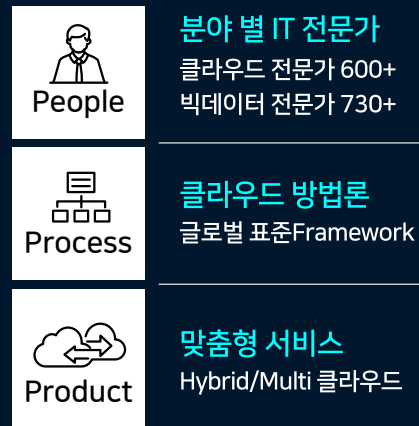 People
분야 별 IT 전문가
클라우드 전문가 600+
빅데이터 전문가 730+
Process
클라우드 방법론
글로벌 표준Framework
Product
맞춤형 서비스
Hybrid/Multi 클라우드